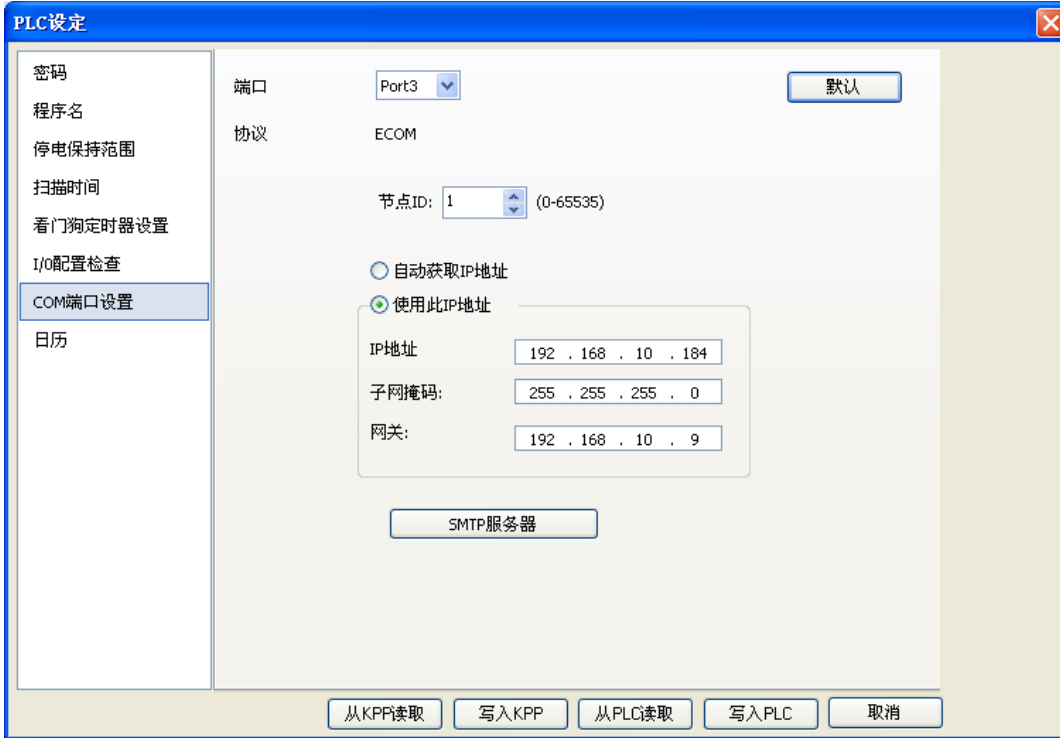 PLC设定
密码
程序名
停电保持范围
扫描时间
看门狗定时器设置
I/O配置检查
COM端口设置
日历
端口 Port3 默认
协议 ECOM
节点ID: 1 (0-65535)
自动获取IP地址
使用此IP地址
IP地址 192 . 168 . 10 . 184
子网掩码: 255 . 255 . 255 . 0
网关: 192 . 168 . 10 . 9
SMTP服务器
从KPP读取 写入KPP 从PLC读取 写入PLC 取消